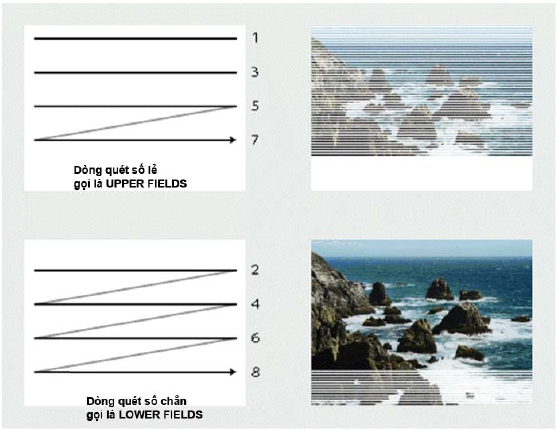 1
3
5
7
Dòng quét số lẻ
gọi là UPPER FIELDS
2
4
6
8
Dòng quét số chẵn
gọi là LOWER FIELDS